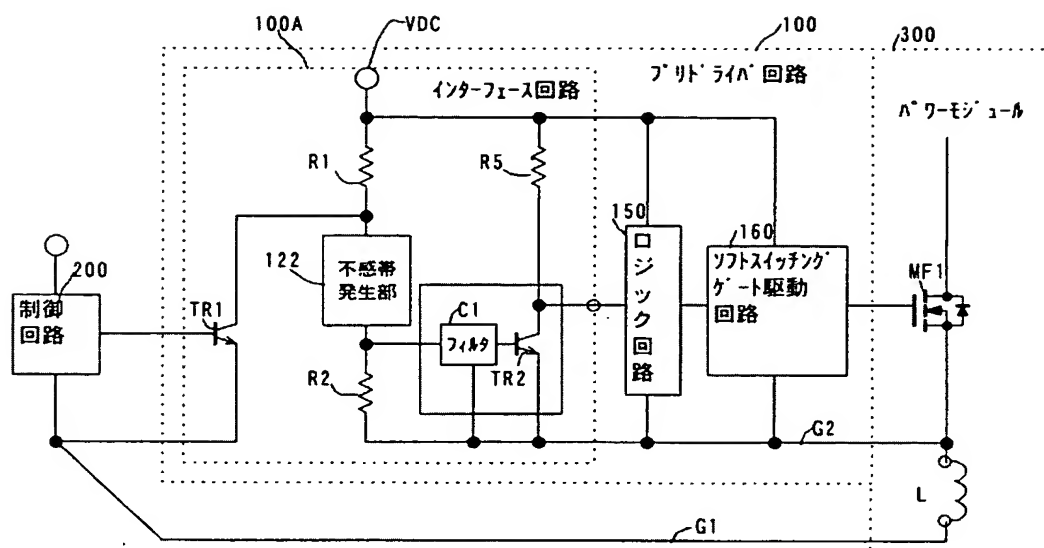 100A
VDC
100
300
プリドライバ回路
インターフェース回路
パワーモジュール
R1
R5
150
ロジック回路
160
ソフトスイッチング
ゲート駆動
回路
MF1
122
不感帯
発生部
200
制御
回路
TR1
C1
フィルタ
TR2
R2
G2
L
G1